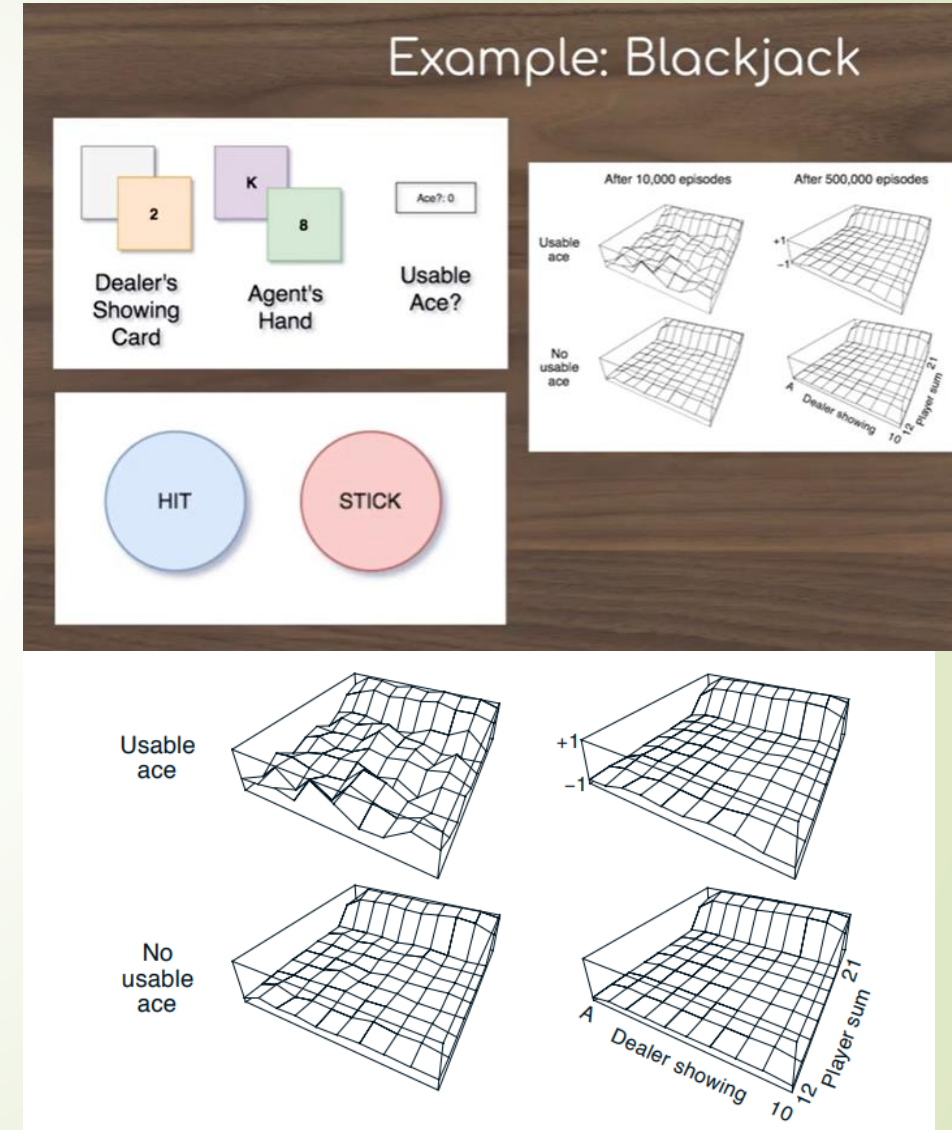 Example: Blackjack
2
K
8
Ace?: 0
Dealer's
Showing
Card
Agent's
Hand
Usable
Ace?
HIT
STICK
After 10,000 episodes
After 500,000 episodes
Usable
ace
+1
−1
No
usable
ace
A
Dealer showing
10
12
Player sum
21
Usable
ace
+1
−1
No
usable
ace
A
Dealer showing
10
12
Player sum
21